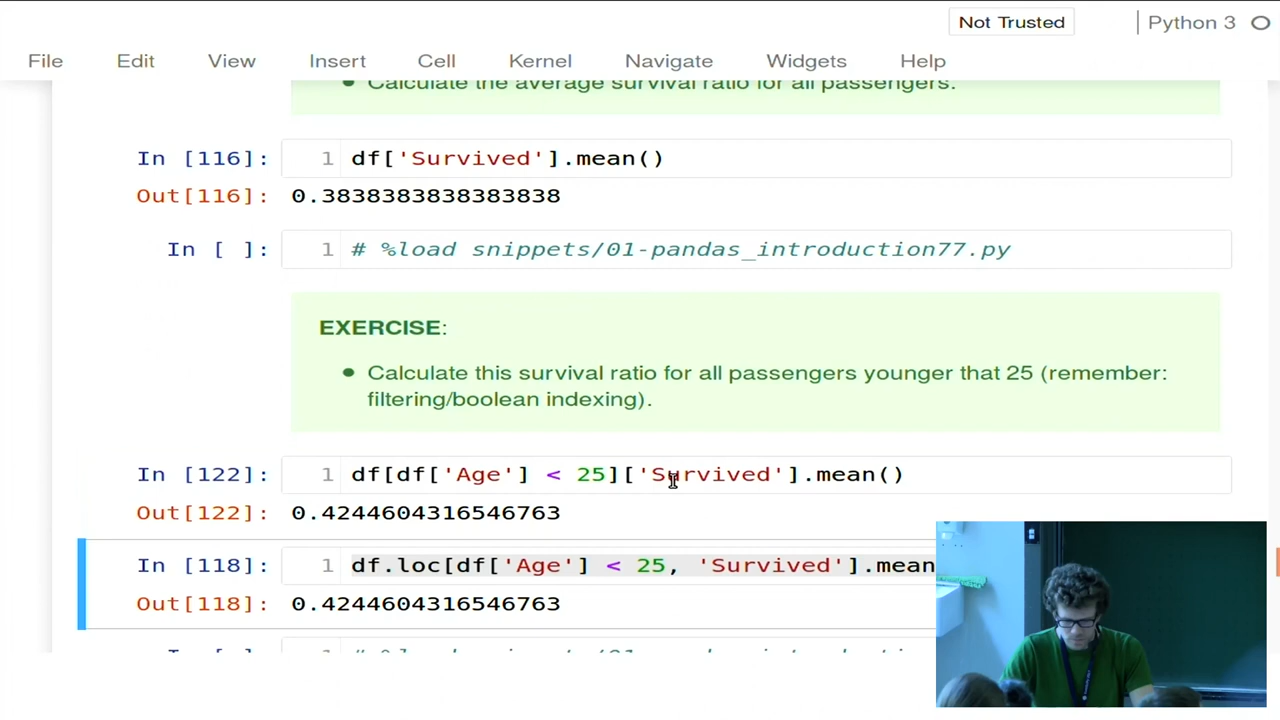 Not Trusted
Python 3
File Edit View Insert Cell Kernel Navigate Widgets Help
• Calculate the average survival ratio for all passengers.
In [116]: 1 df['Survived'].mean()
Out[116]: 0.3838383838383838
In [ ]: 1 # %load snippets/01-pandas_introduction77.py
EXERCISE:
• Calculate this survival ratio for all passengers younger that 25 (remember:
filtering/boolean indexing).
In [122]: 1 df[df['Age'] < 25]['Survived'].mean()
Out[122]: 0.4244604316546763
In [118]: 1 df.loc[df['Age'] < 25, 'Survived'].mean
Out[118]: 0.4244604316546763